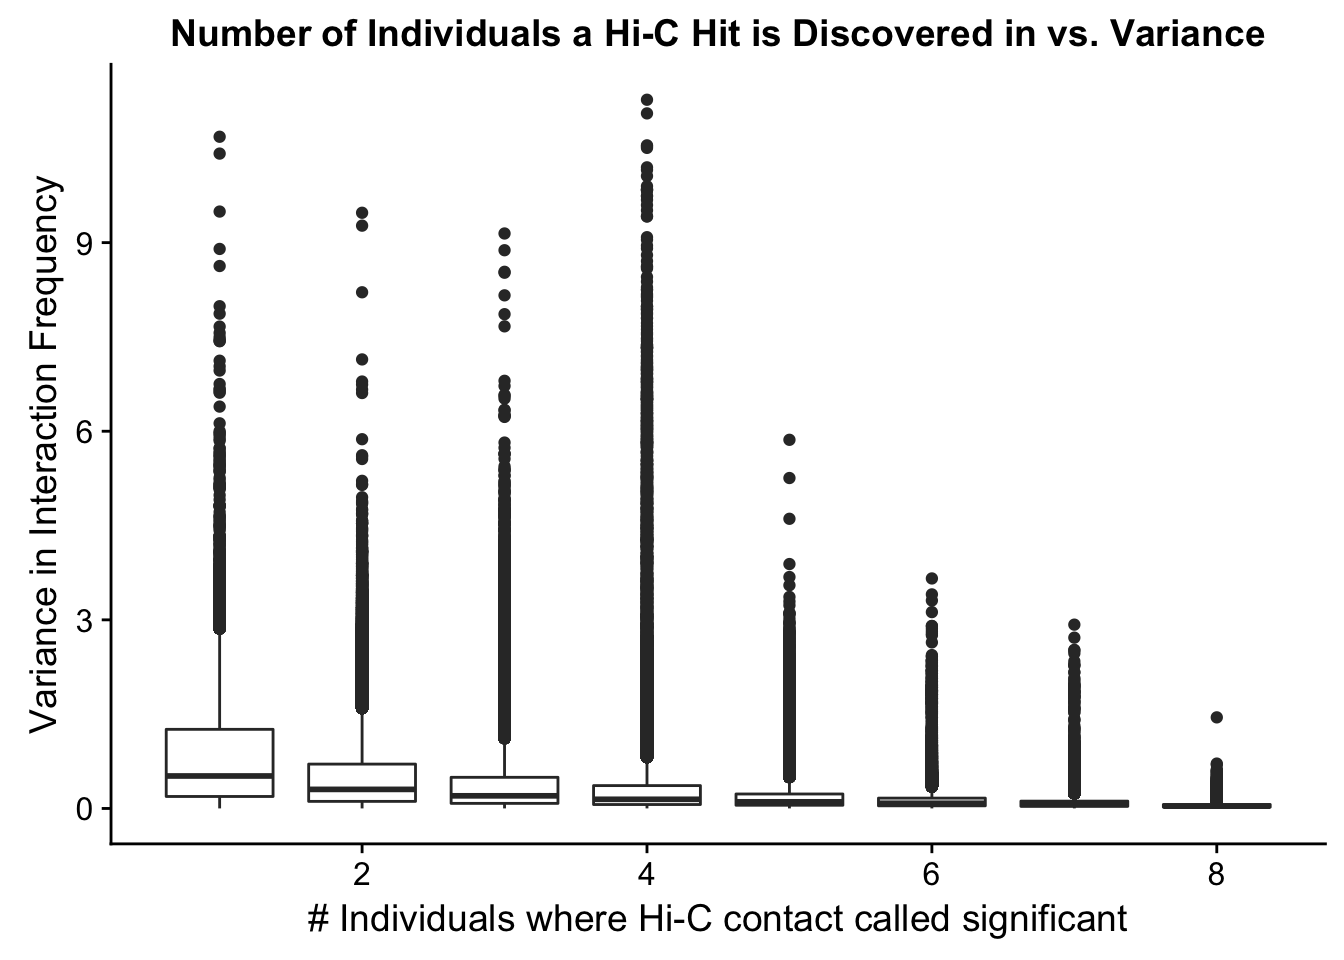 Number of Individuals a Hi-C Hit is Discovered in vs. Variance
Variance in Interaction Frequency
9
6
3
0
2
4
6
8
# Individuals where Hi-C contact called significant